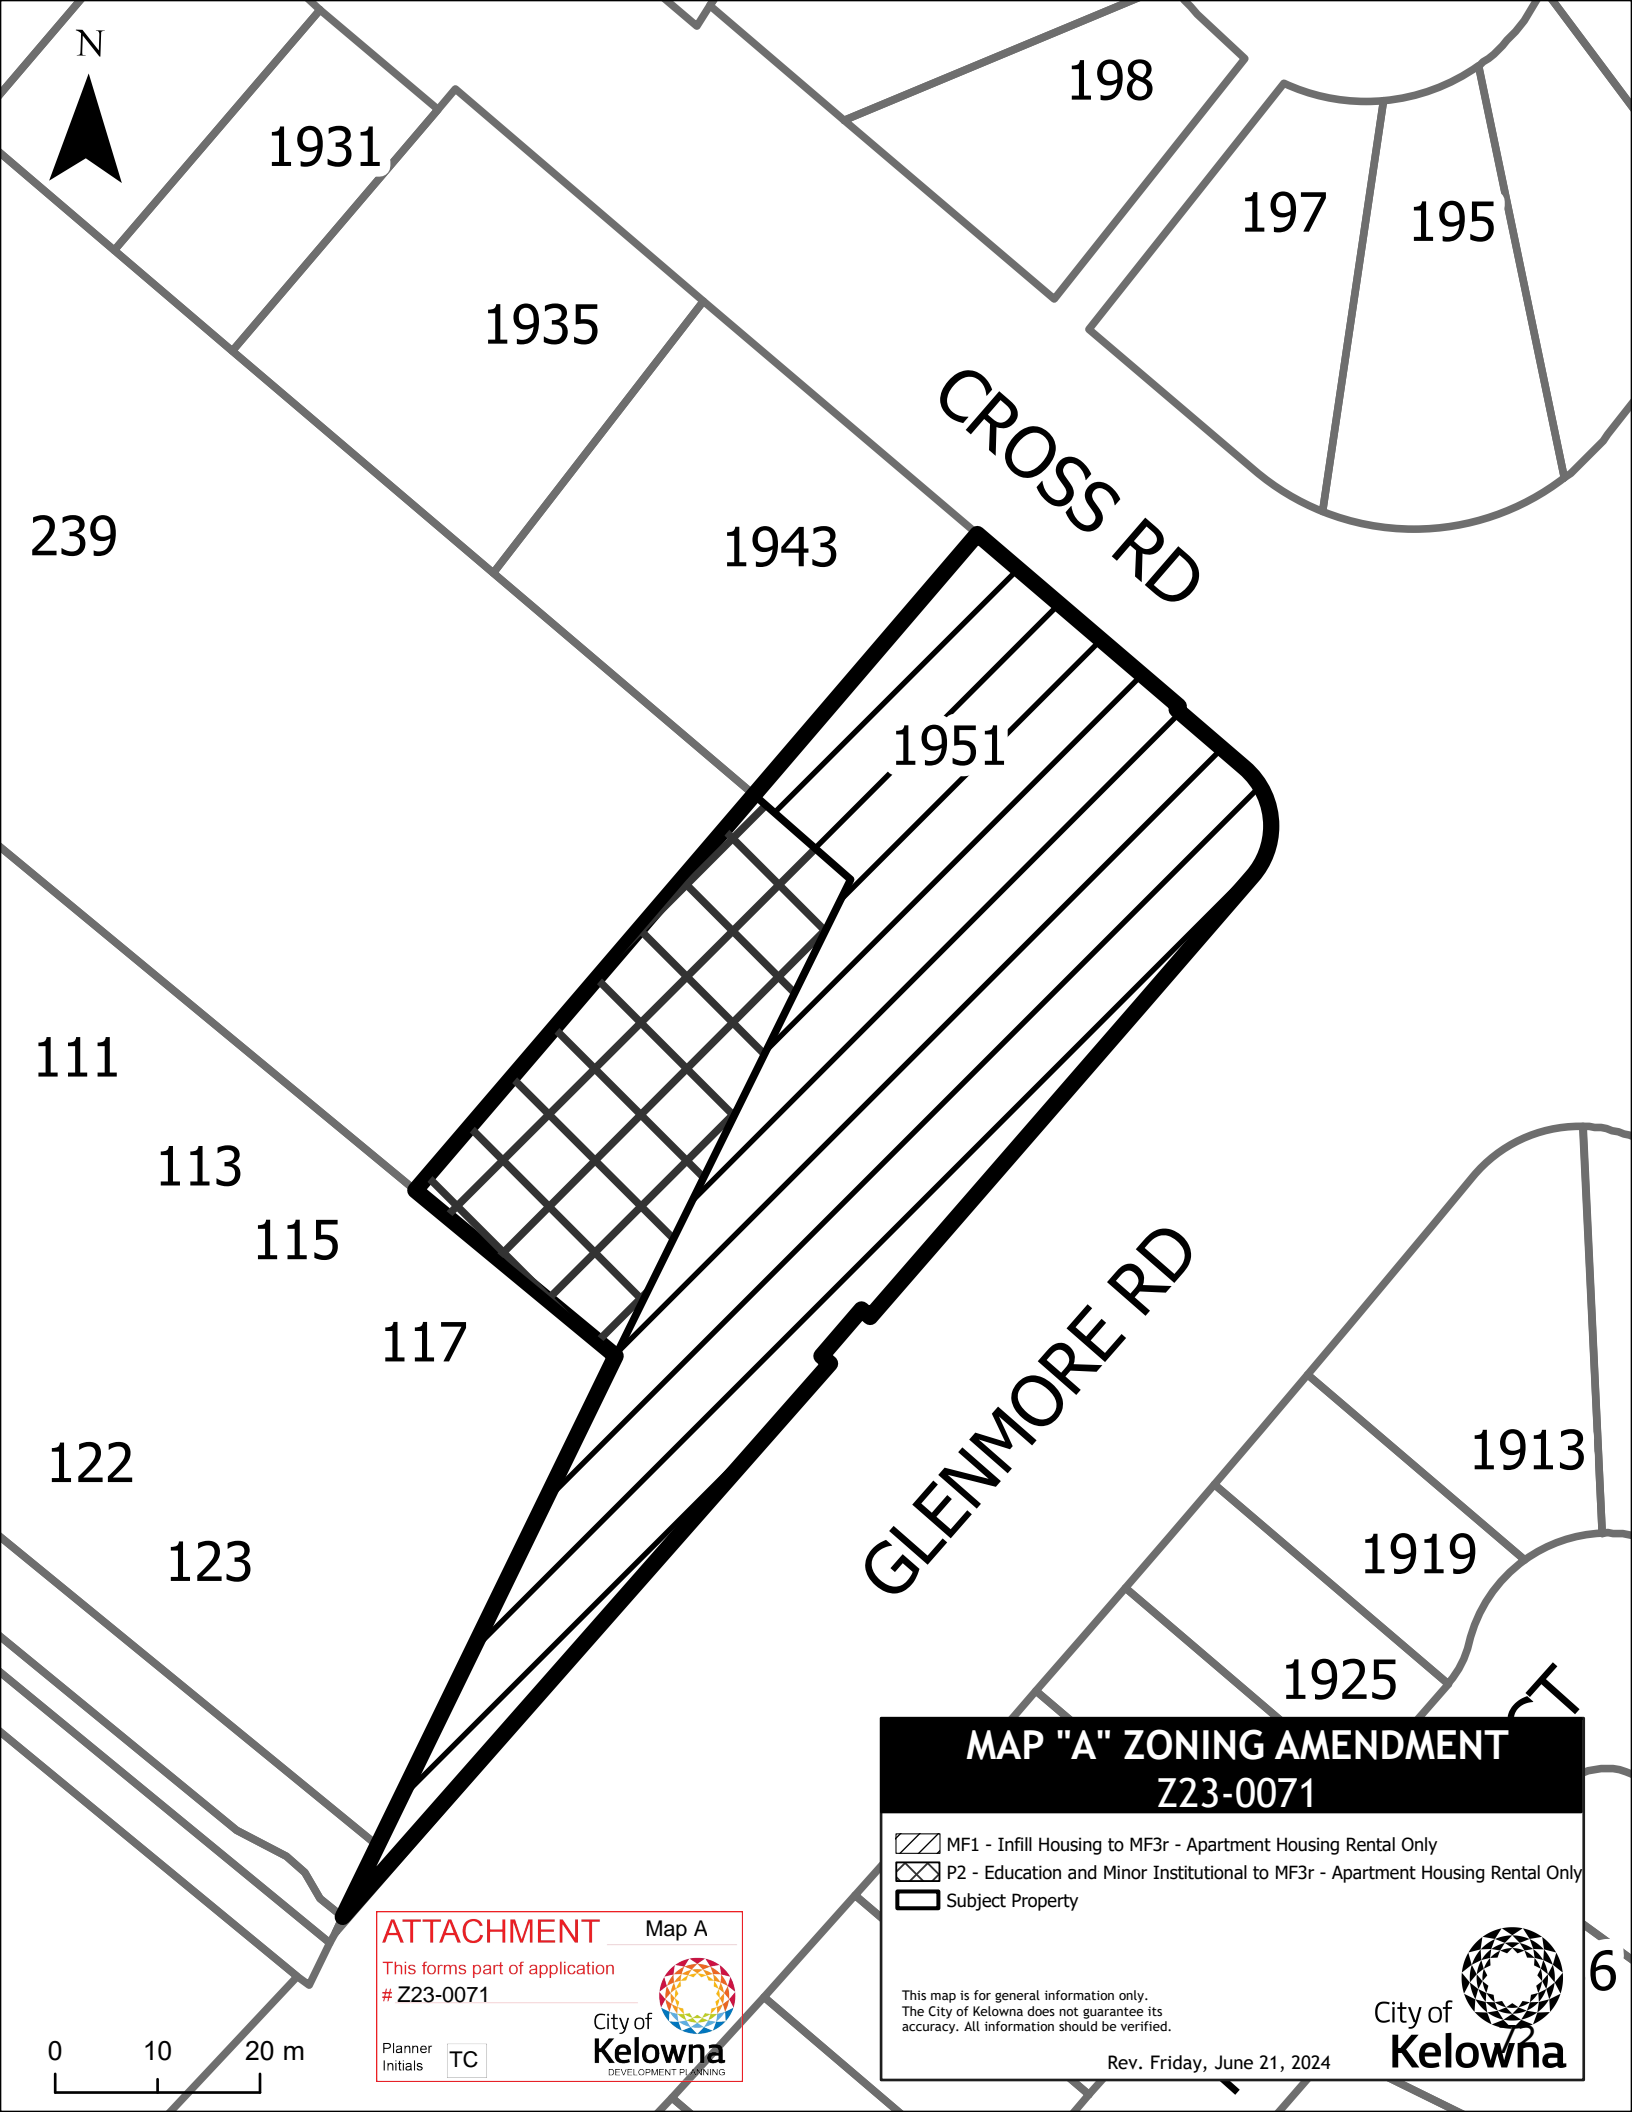 N
198
1931
197
195
1935
CROSS RD
239
1943
1951
111
113
115
117
GLENMORE RD
122
1913
123
1919
1925
CT
MAP "A" ZONING AMENDMENT
Z23-0071
MF1 - Infill Housing to MF3r - Apartment Housing Rental Only
P2 - Education and Minor Institutional to MF3r - Apartment Housing Rental Only
Subject Property
This map is for general information only.
The City of Kelowna does not guarantee its
accuracy. All information should be verified.
Rev. Friday, June 21, 2024
City of
Kelowna
6
ATTACHMENT Map A
This forms part of application
# Z23-0071
City of
Kelowna
DEVELOPMENT PLANNING
Planner
Initials TC
0 10 20 m